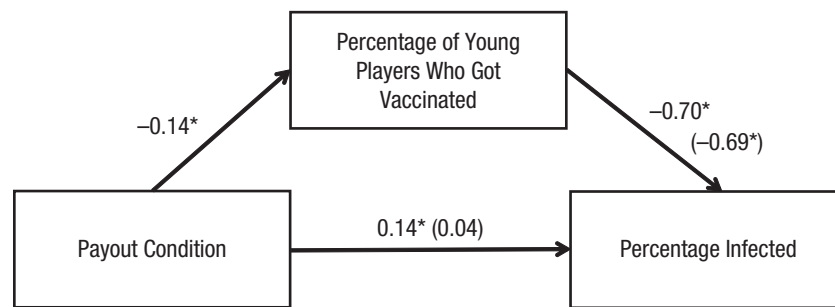 Percentage of Young
Players Who Got
Vaccinated
–0.14*
–0.70*
(–0.69*)
Payout Condition
0.14* (0.04)
Percentage Infected